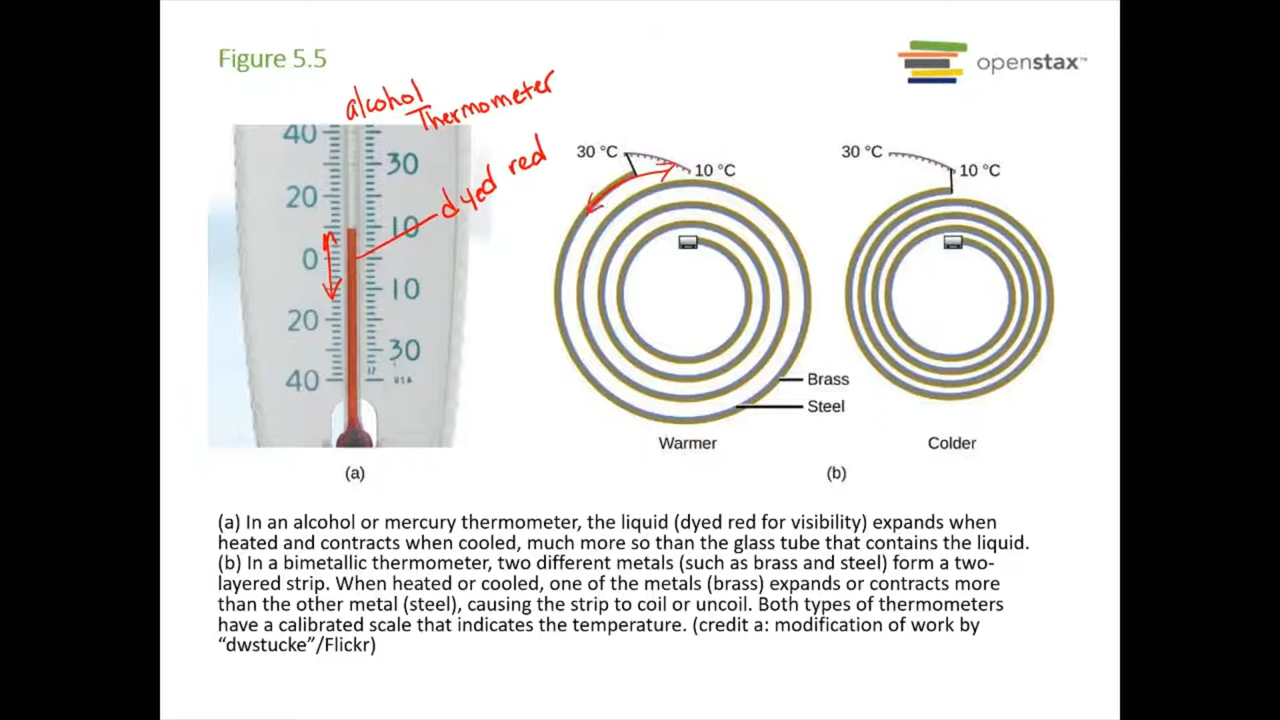 Figure 5.5
openstax™
alcohol
Thermometer
dyed red
40
30
20
10
0
10
20
30
40
USA
(a)
30 °C
10 °C
30 °C
10 °C
Brass
Steel
Warmer
Colder
(b)
(a) In an alcohol or mercury thermometer, the liquid (dyed red for visibility) expands when
heated and contracts when cooled, much more so than the glass tube that contains the liquid.
(b) In a bimetallic thermometer, two different metals (such as brass and steel) form a two-
layered strip. When heated or cooled, one of the metals (brass) expands or contracts more
than the other metal (steel), causing the strip to coil or uncoil. Both types of thermometers
have a calibrated scale that indicates the temperature. (credit a: modification of work by
“dwstucke”/Flickr)